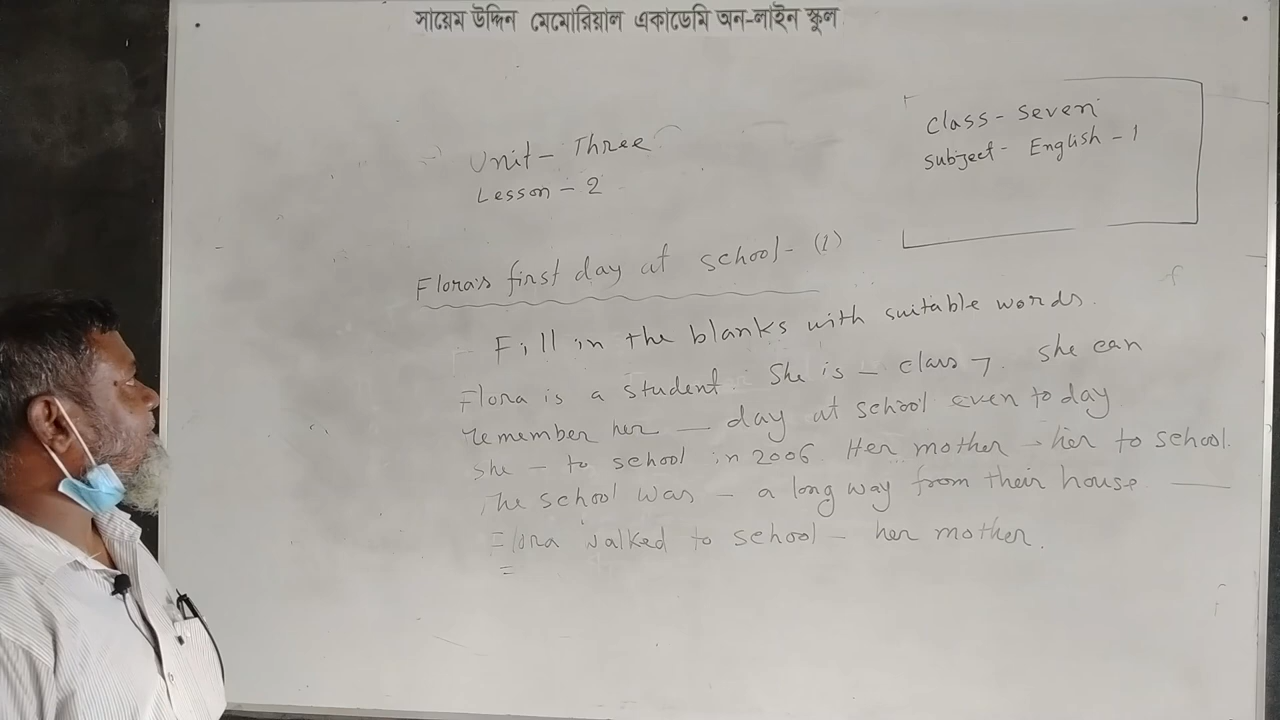 সায়েম উদ্দিন মেমোরিয়াল একাডেমি অন-লাইন স্কুল
Class - Seven
Subject - English - 1
Unit - Three
Lesson - 2
Flora's first day at school - (1)
Fill in the blanks with suitable words.
Flora is a student. She is — class 7. She can
remember her — day at school even today
She — to school in 2006. Her mother — her to school.
The school was — a long way from their house —
Flora walked to school — her mother.